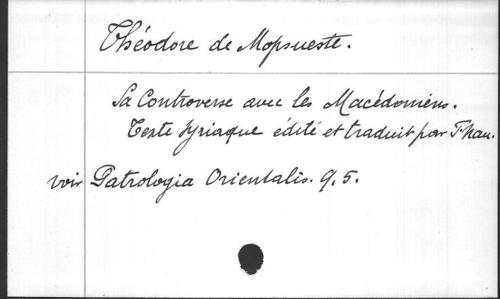 Théodore de Mopsueste.
Sa Controverse avec les Macédoniens.
Texte syriaque édité et traduit par F. Nau.
voir Patrologia Orientalis. 9, 5.